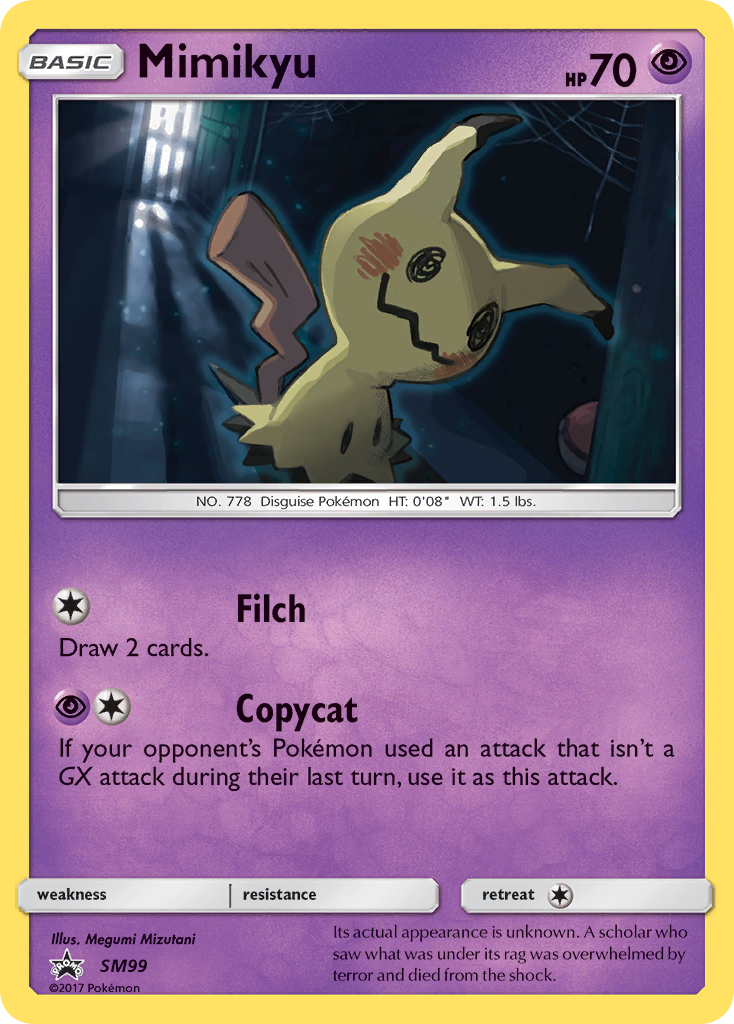 BASIC Mimikyu HP 70
NO. 778 Disguise Pokémon HT: 0'08" WT: 1.5 lbs.
Filch
Draw 2 cards.
Copycat
If your opponent's Pokémon used an attack that isn't a
GX attack during their last turn, use it as this attack.
weakness resistance retreat
Illus. Megumi Mizutani
PROMO SM99
©2017 Pokémon
Its actual appearance is unknown. A scholar who
saw what was under its rag was overwhelmed by
terror and died from the shock.